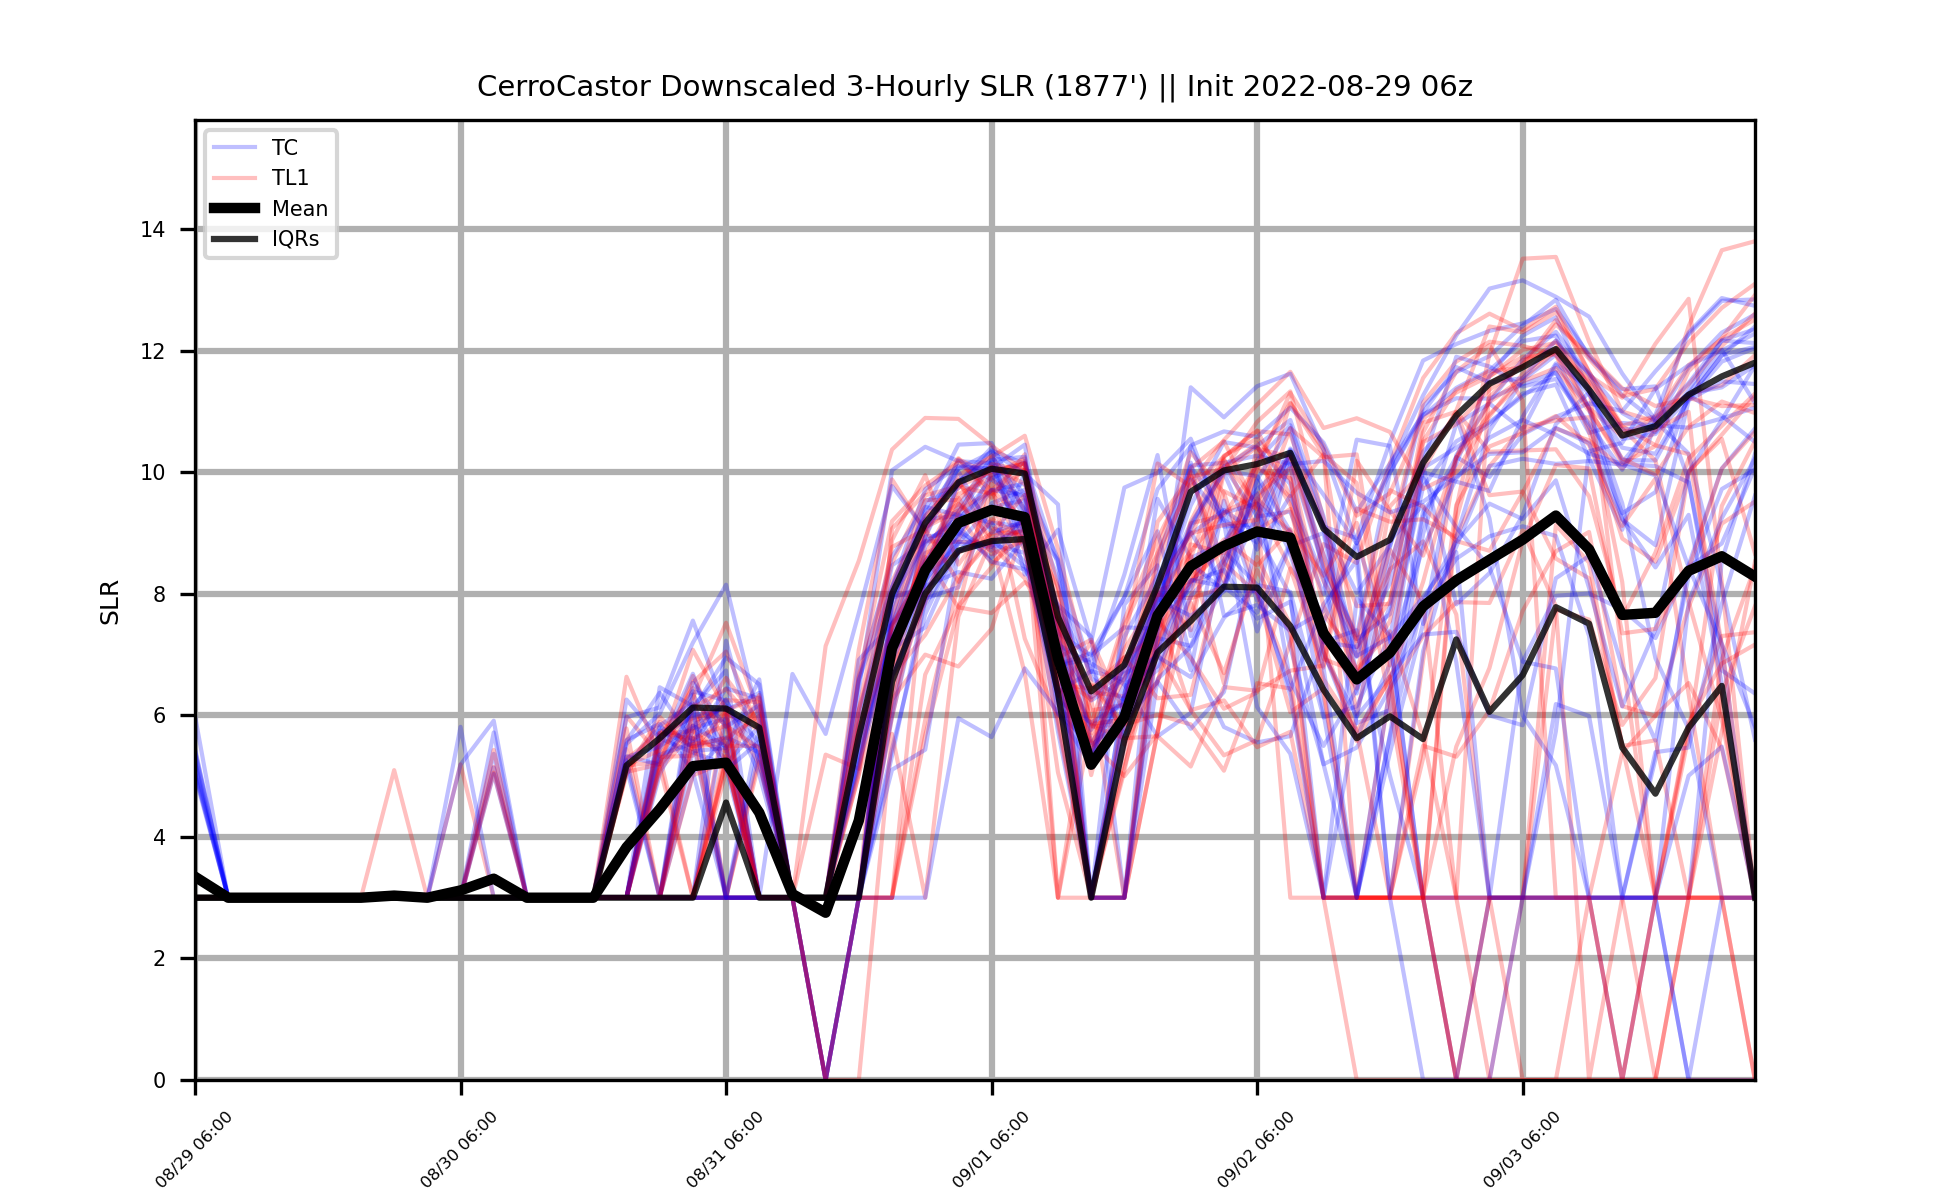 CerroCastor Downscaled 3-Hourly SLR (1877') || Init 2022-08-29 06z
TC
TL1
Mean
IQRs
SLR
14
12
10
8
6
4
2
0
08/29 06:00
08/30 06:00
08/31 06:00
09/01 06:00
09/02 06:00
09/03 06:00